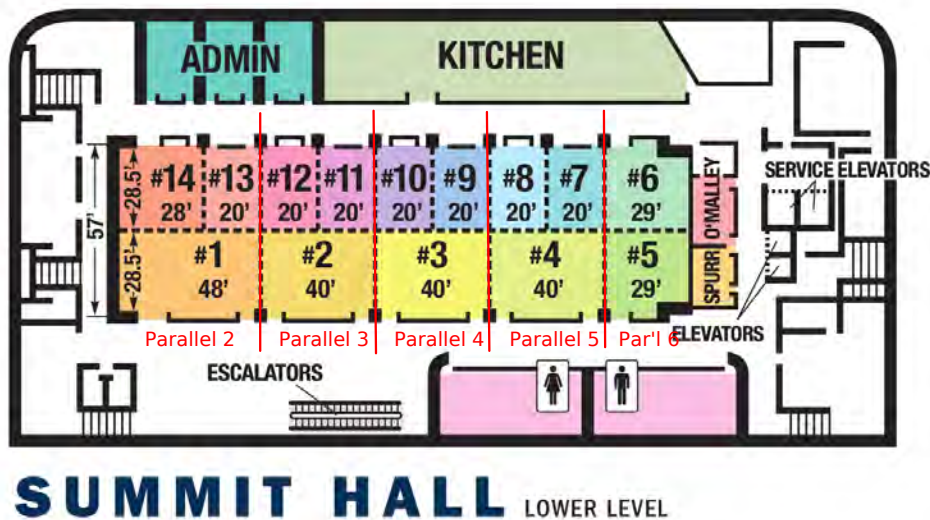 ADMIN
KITCHEN
#14 #13 #12 #11 #10 #9 #8 #7 #6
28' 20' 20' 20' 20' 20' 20' 20' 29'
28.5'
57'
28.5'
#1 #2 #3 #4 #5
48' 40' 40' 40' 29'
O'MALLEY
SPURR
SERVICE ELEVATORS
ELEVATORS
Parallel 2 Parallel 3 Parallel 4 Parallel 5 Par'l 6
ESCALATORS
SUMMIT HALL LOWER LEVEL